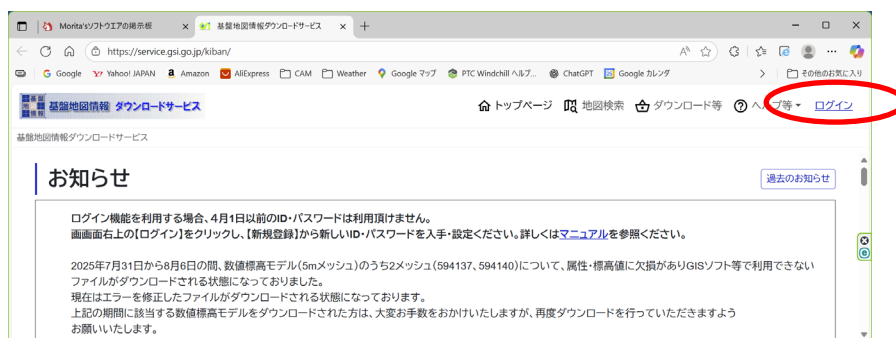 Morita'sソフトウエアの掲示板
基盤地図情報ダウンロードサービス
https://service.gsi.go.jp/kiban/
Google
Yahoo! JAPAN
Amazon
AliExpress
CAM
Weather
Google マップ
PTC Windchill ヘルプ...
ChatGPT
Google カレンダ
その他のお気に入り
基盤地図情報 ダウンロードサービス
トップページ
地図検索
ダウンロード等
ヘルプ等
ログイン
基盤地図情報ダウンロードサービス
お知らせ
過去のお知らせ
ログイン機能を利用する場合、4月1日以前のID・パスワードは利用頂けません。
画面面右上の【ログイン】をクリックし、【新規登録】から新しいID・パスワードを入手・設定ください。詳しくはマニュアルを参照ください。
2025年7月31日から8月6日の間、数値標高モデル(5mメッシュ)のうち2メッシュ(594137、594140)について、属性・標高値に欠損がありGISソフト等で利用できない
ファイルがダウンロードされる状態になっておりました。
現在はエラーを修正したファイルがダウンロードされる状態になっております。
上記の期間に該当する数値標高モデルをダウンロードされた方は、大変お手数をおかけいたしますが、再度ダウンロードを行っていただきますよう
お願いいたします。